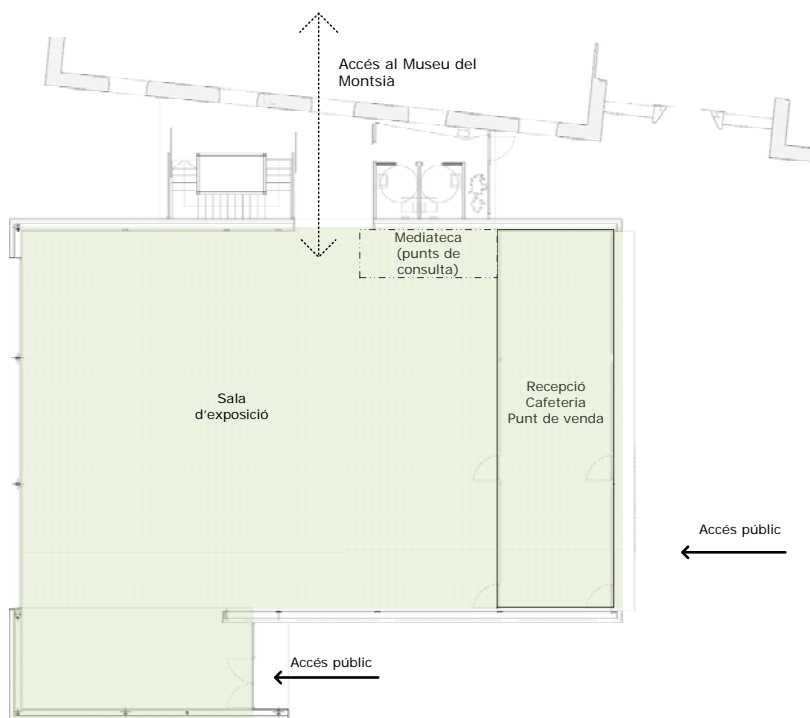 Accés al Museu del
Montsià
Mediateca
(punts de
consulta)
Sala
d'exposició
Recepció
Cafeteria
Punt de venda
Accés públic
Accés públic